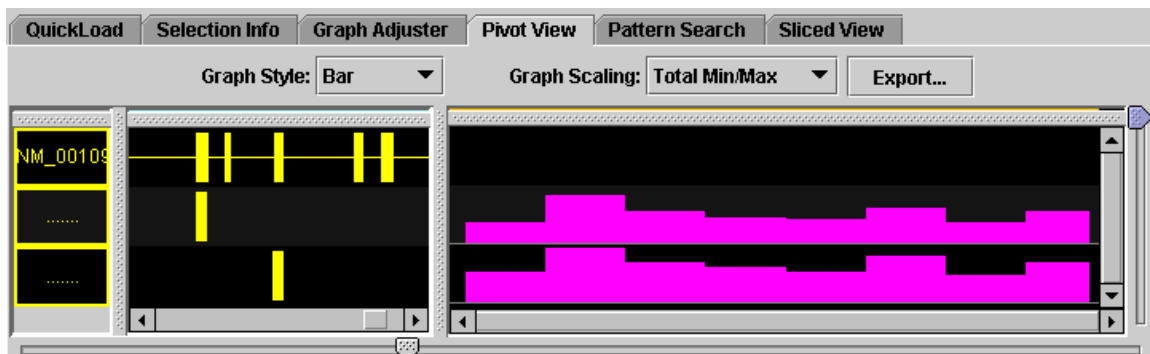 QuickLoad Selection Info Graph Adjuster Pivot View Pattern Search Sliced View
Graph Style: Bar Graph Scaling: Total Min/Max Export...
NM_00109
.......
.......